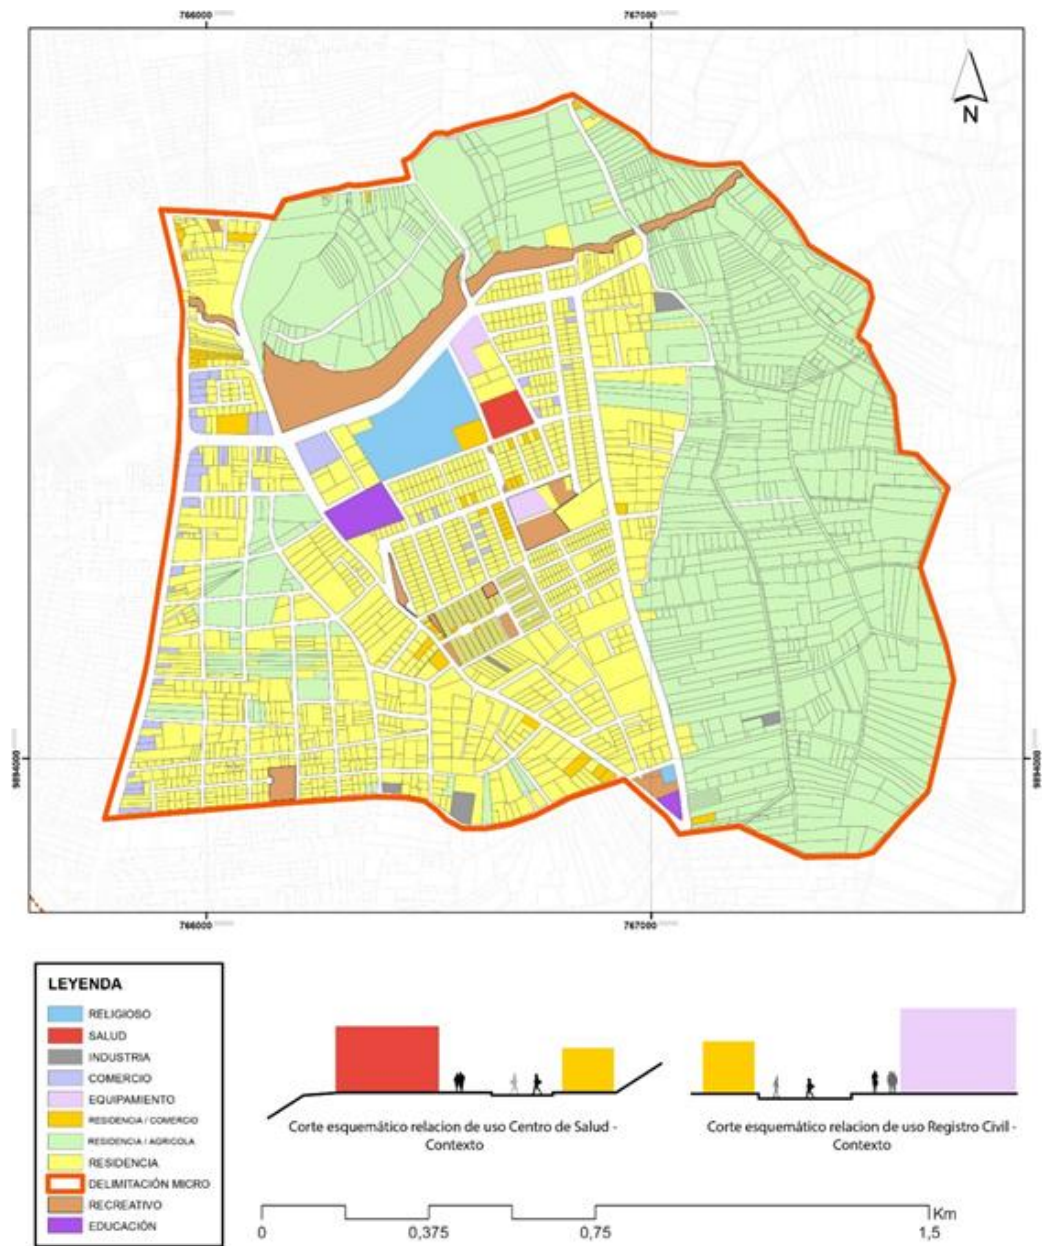 766000
767000
N
9894000
9894000
766000
767000
LEYENDA
RELIGIOSO
SALUD
INDUSTRIA
COMERCIO
EQUIPAMIENTO
RESIDENCIA / COMERCIO
RESIDENCIA / AGRICOLA
RESIDENCIA
DELIMITACIÓN MICRO
RECREATIVO
EDUCACIÓN
Corte esquemático relacion de uso Centro de Salud -
Contexto
Corte esquemático relacion de uso Registro Civil -
Contexto
Km
0
0,375
0,75
1,5